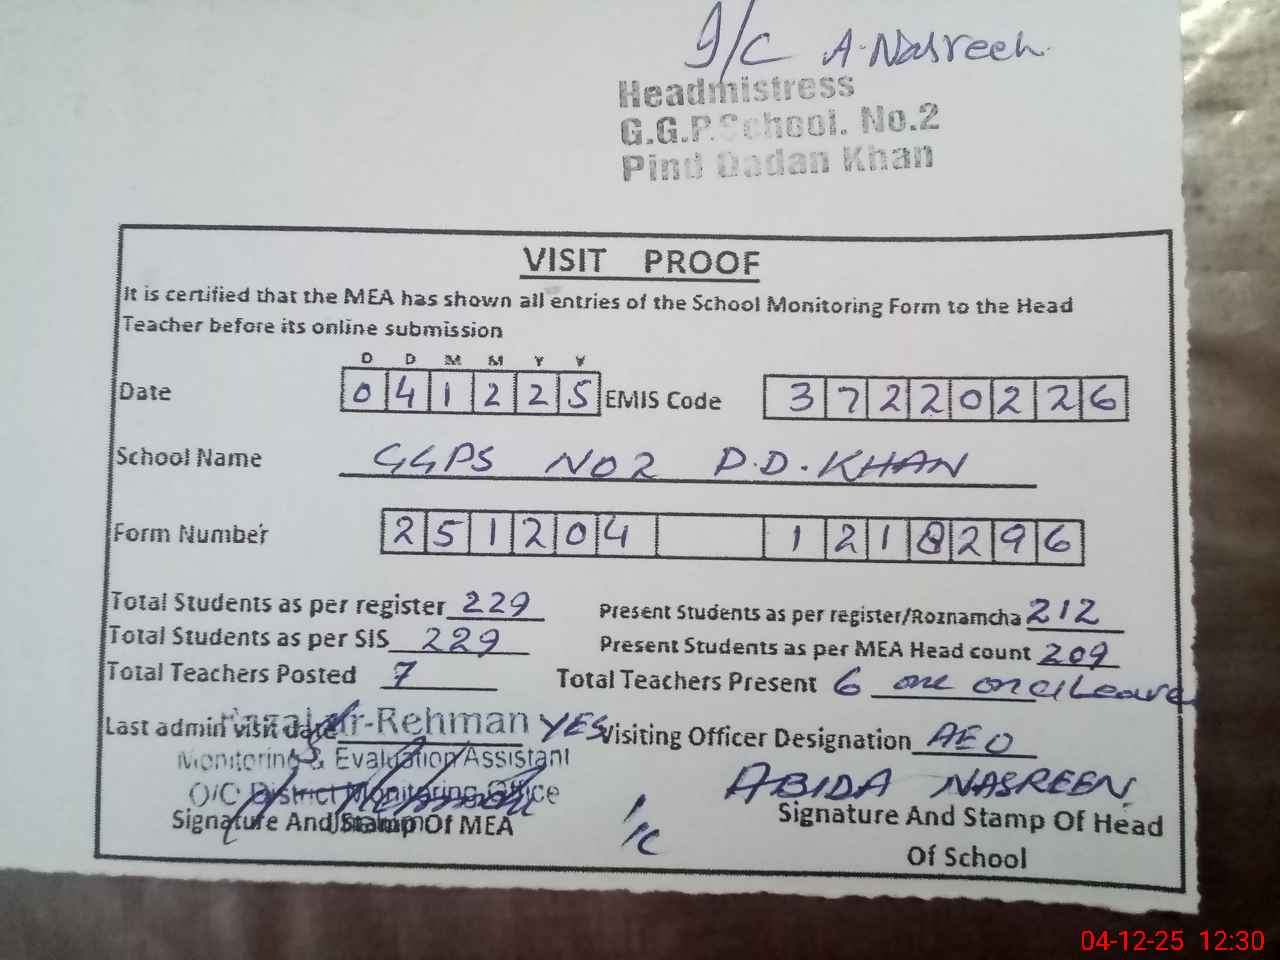 I/C A. Nasreen
Headmistress
G.G.P.School. No.2
Pind Dadan Khan
VISIT PROOF
It is certified that the MEA has shown all entries of the School Monitoring Form to the Head
Teacher before its online submission
D D M M Y Y
Date 0 4 1 2 2 5 EMIS Code 3 7 2 2 0 2 2 6
School Name GGPS NO 2 P.D. KHAN
Form Number 2 5 1 2 0 4 1 2 1 8 2 9 6
Total Students as per register 229 Present Students as per register/Roznamcha 212
Total Students as per SIS 229 Present Students as per MEA Head count 209
Total Teachers Posted 7 Total Teachers Present 6 one on c/Leave
Last admin visit date YES Visiting Officer Designation AEO
ur-Rehman
Monitoring & Evaluation Assistant
O/C District Monitoring Office
ABIDA NASREEN
I/C
Signature And Stamp Of MEA Signature And Stamp Of Head
Of School
04-12-25 12:30